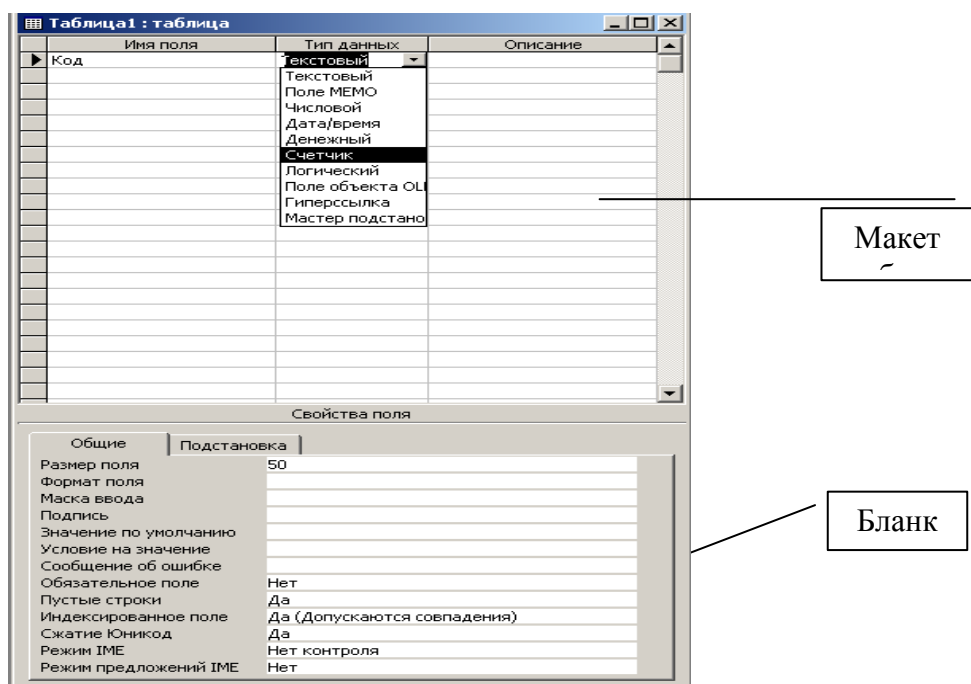 Таблица1 : таблица
Имя поля Тип данных Описание
Код Текстовый
Текстовый
Поле МЕМО
Числовой
Дата/время
Денежный
Счетчик
Логический
Поле объекта OLE
Гиперссылка
Мастер подстано
Макет
Свойства поля
Общие Подстановка
Размер поля 50
Формат поля
Маска ввода
Подпись
Значение по умолчанию
Условие на значение
Сообщение об ошибке
Обязательное поле Нет
Пустые строки Да
Индексированное поле Да (Допускаются совпадения)
Сжатие Юникод Да
Режим IME Нет контроля
Режим предложений IME Нет
Бланк